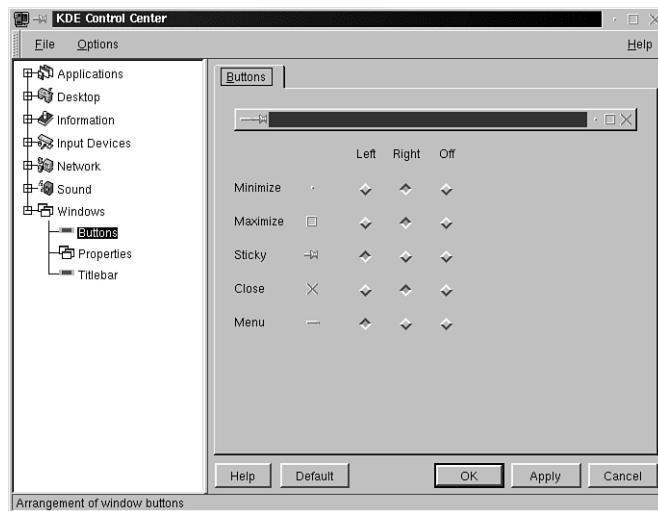 KDE Control Center
File Options Help
Applications
Desktop
Information
Input Devices
Network
Sound
Windows
Buttons
Properties
Titlebar
Buttons
Left Right Off
Minimize
Maximize
Sticky
Close
Menu
Help Default OK Apply Cancel
Arrangement of window buttons